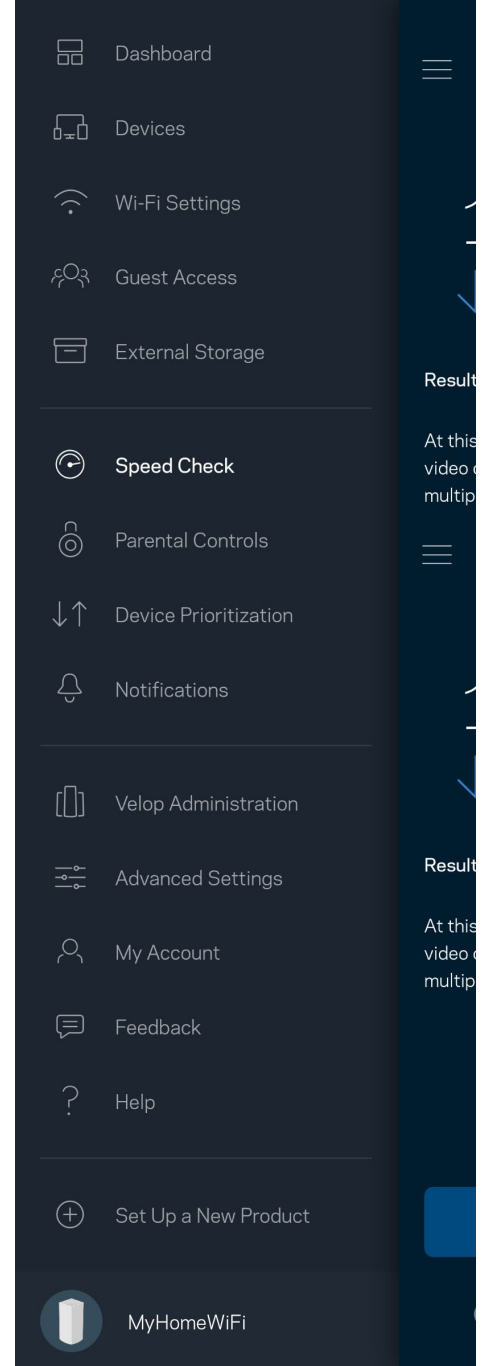 Dashboard
Devices
Wi-Fi Settings
Guest Access
External Storage
Speed Check
Parental Controls
Device Prioritization
Notifications
Velop Administration
Advanced Settings
My Account
Feedback
Help
Set Up a New Product
MyHomeWiFi
Result
At this
video
multip
Result
At this
video
multip